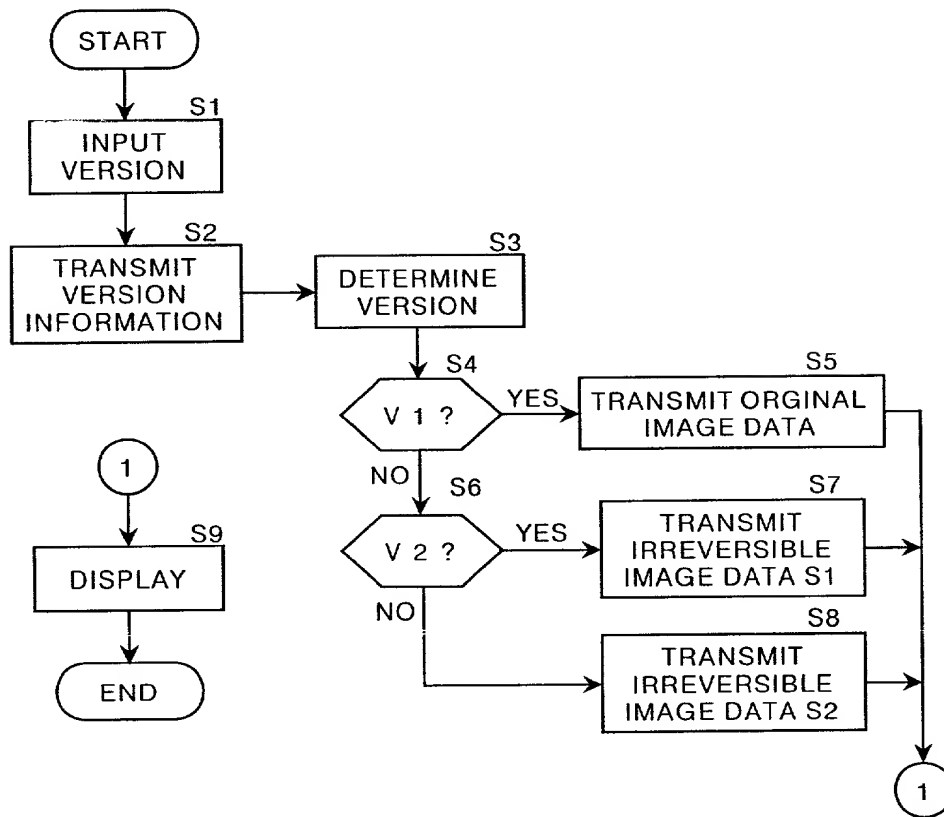 START
S1
INPUT
VERSION
S2
TRANSMIT
VERSION
INFORMATION
S3
DETERMINE
VERSION
S4
V 1 ?
YES
NO
S5
TRANSMIT ORGINAL
IMAGE DATA
S6
V 2 ?
YES
NO
S7
TRANSMIT
IRREVERSIBLE
IMAGE DATA S1
S8
TRANSMIT
IRREVERSIBLE
IMAGE DATA S2
1
1
S9
DISPLAY
END